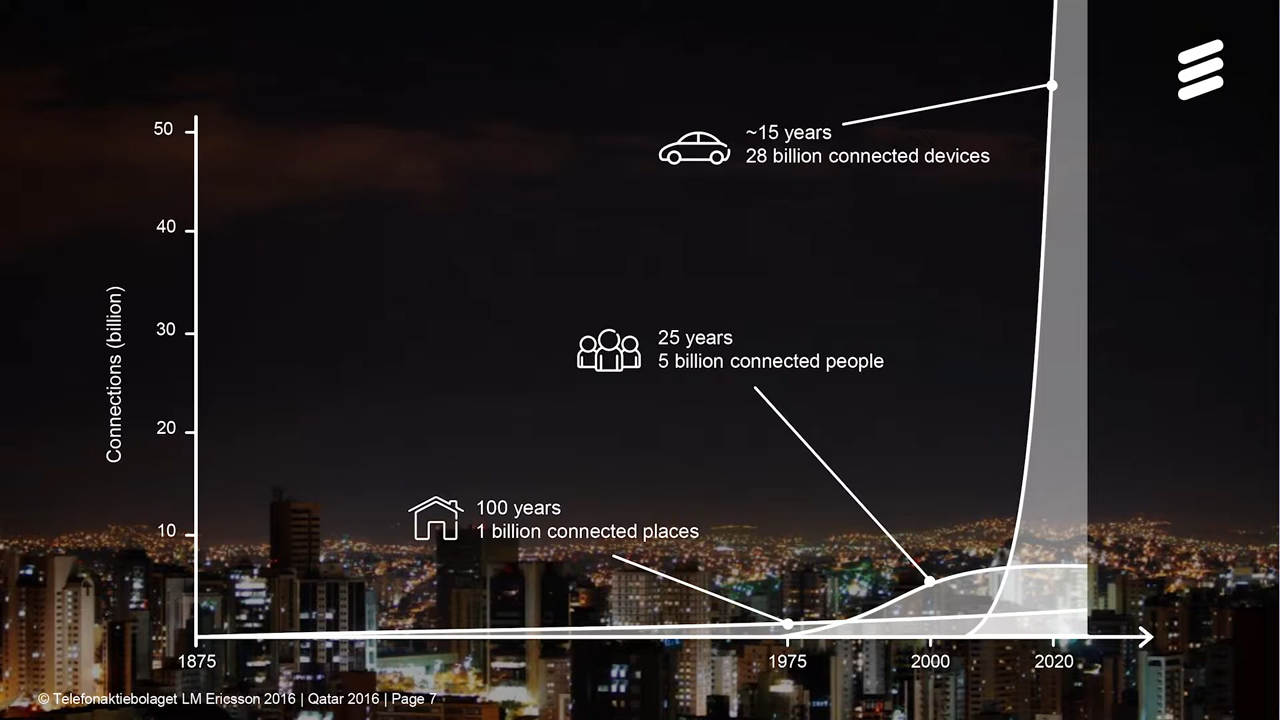 50
~15 years
28 billion connected devices
40
Connections (billion)
30
25 years
5 billion connected people
20
100 years
1 billion connected places
10
1875
1975
2000
2020
© Telefonaktiebolaget LM Ericsson 2016 | Qatar 2016 | Page 7